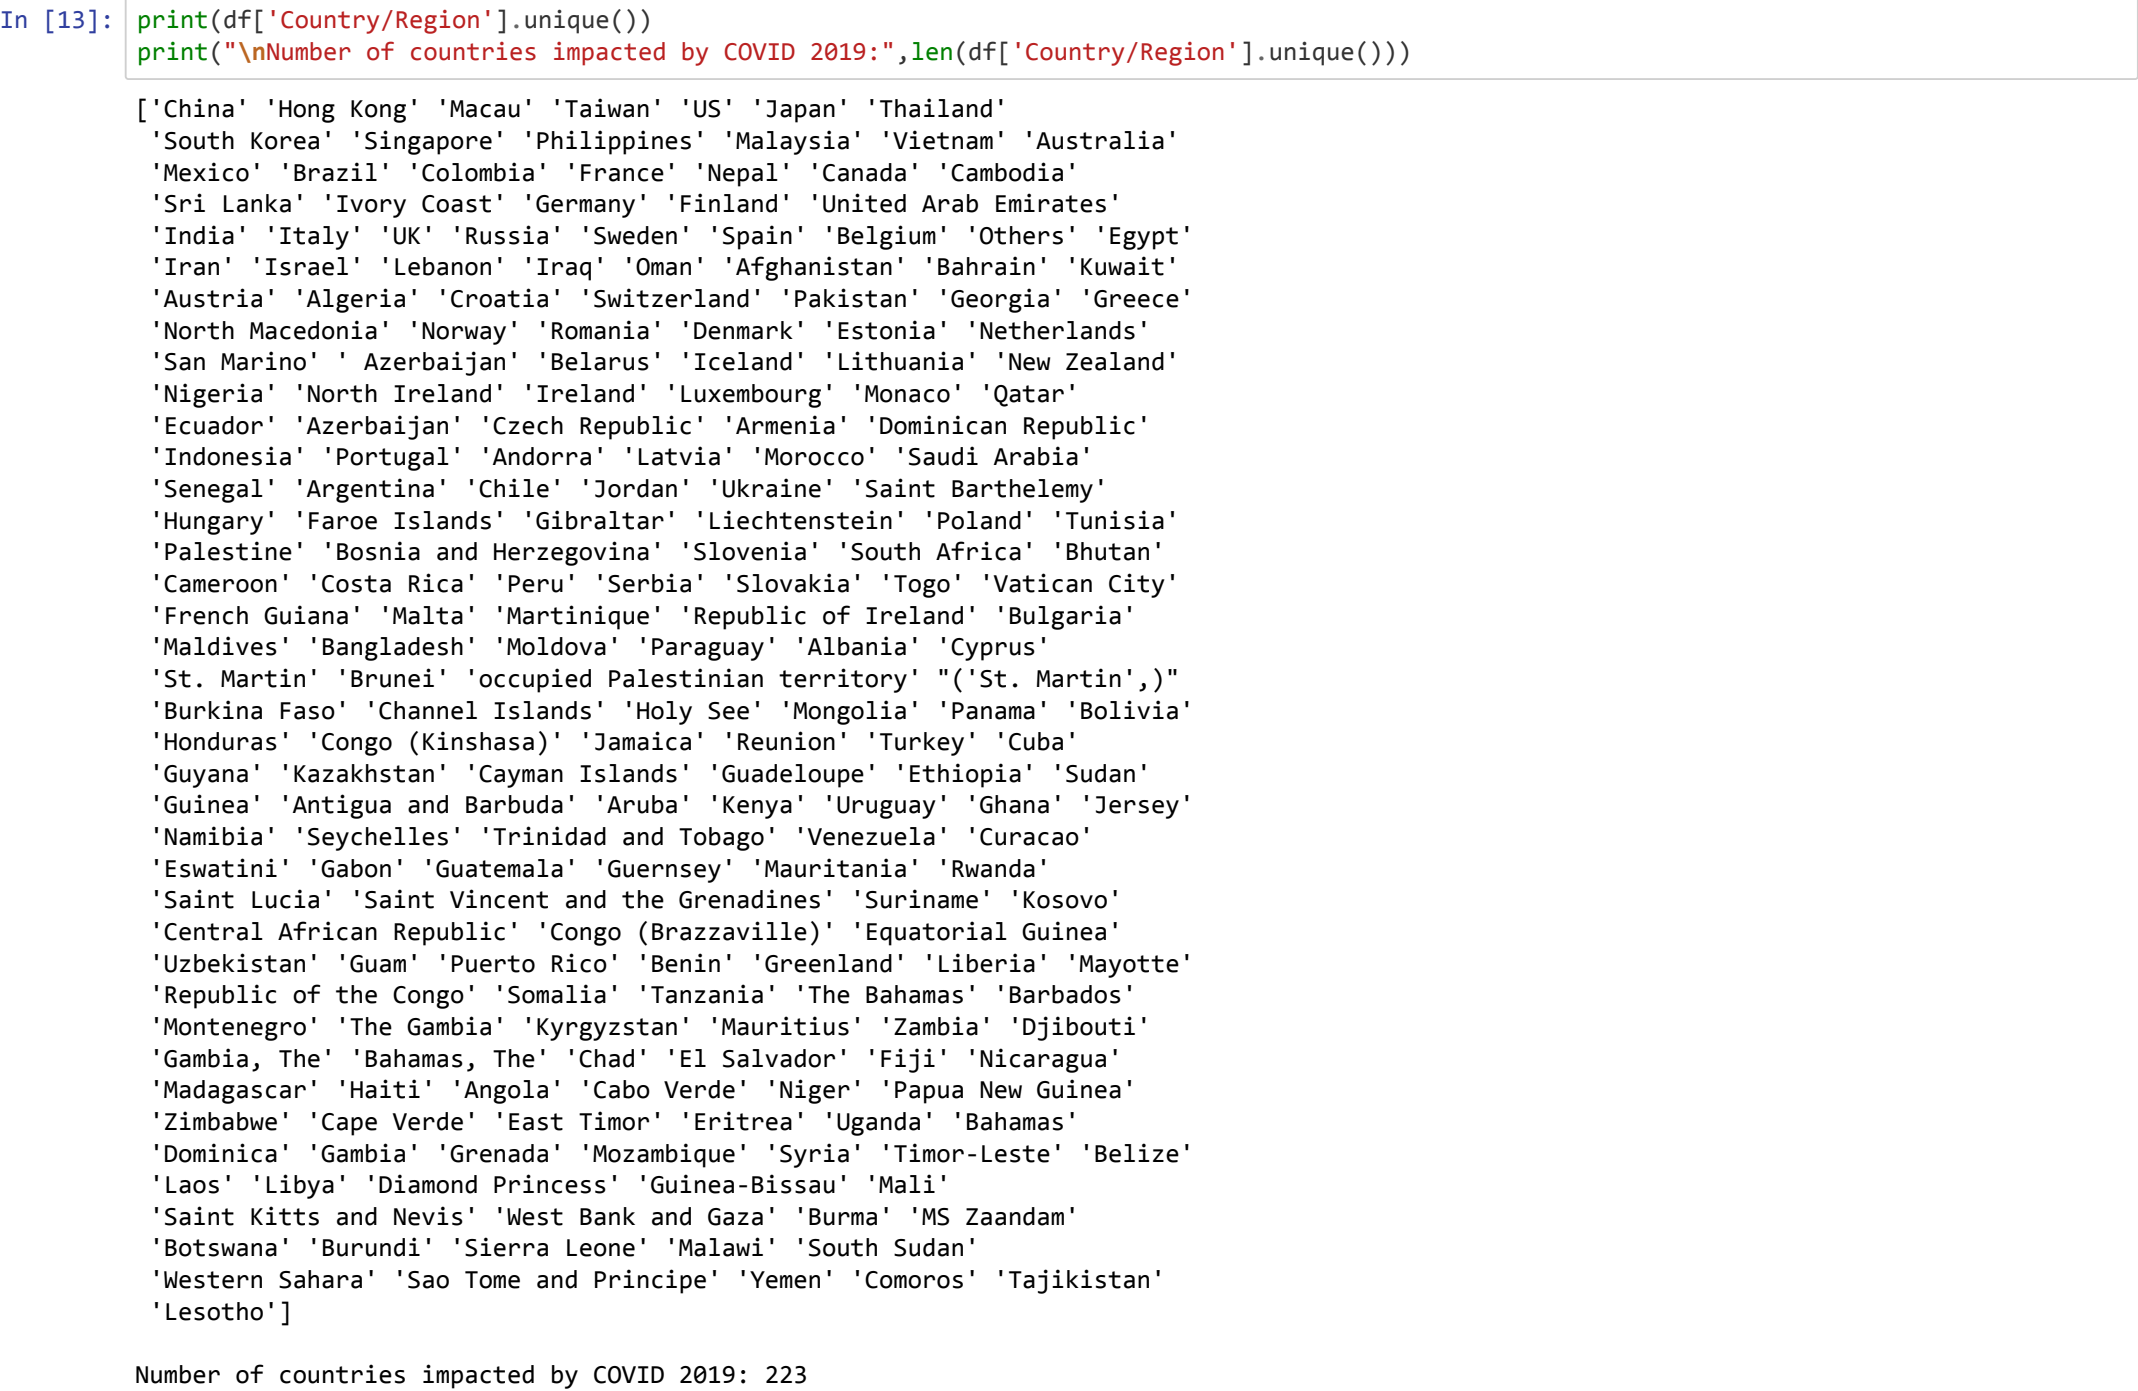 In [13]: print(df['Country/Region'].unique())
print("\nNumber of countries impacted by COVID 2019:",len(df['Country/Region'].unique()))
['China' 'Hong Kong' 'Macau' 'Taiwan' 'US' 'Japan' 'Thailand'
'South Korea' 'Singapore' 'Philippines' 'Malaysia' 'Vietnam' 'Australia'
'Mexico' 'Brazil' 'Colombia' 'France' 'Nepal' 'Canada' 'Cambodia'
'Sri Lanka' 'Ivory Coast' 'Germany' 'Finland' 'United Arab Emirates'
'India' 'Italy' 'UK' 'Russia' 'Sweden' 'Spain' 'Belgium' 'Others' 'Egypt'
'Iran' 'Israel' 'Lebanon' 'Iraq' 'Oman' 'Afghanistan' 'Bahrain' 'Kuwait'
'Austria' 'Algeria' 'Croatia' 'Switzerland' 'Pakistan' 'Georgia' 'Greece'
'North Macedonia' 'Norway' 'Romania' 'Denmark' 'Estonia' 'Netherlands'
'San Marino' ' Azerbaijan' 'Belarus' 'Iceland' 'Lithuania' 'New Zealand'
'Nigeria' 'North Ireland' 'Ireland' 'Luxembourg' 'Monaco' 'Qatar'
'Ecuador' 'Azerbaijan' 'Czech Republic' 'Armenia' 'Dominican Republic'
'Indonesia' 'Portugal' 'Andorra' 'Latvia' 'Morocco' 'Saudi Arabia'
'Senegal' 'Argentina' 'Chile' 'Jordan' 'Ukraine' 'Saint Barthelemy'
'Hungary' 'Faroe Islands' 'Gibraltar' 'Liechtenstein' 'Poland' 'Tunisia'
'Palestine' 'Bosnia and Herzegovina' 'Slovenia' 'South Africa' 'Bhutan'
'Cameroon' 'Costa Rica' 'Peru' 'Serbia' 'Slovakia' 'Togo' 'Vatican City'
'French Guiana' 'Malta' 'Martinique' 'Republic of Ireland' 'Bulgaria'
'Maldives' 'Bangladesh' 'Moldova' 'Paraguay' 'Albania' 'Cyprus'
'St. Martin' 'Brunei' 'occupied Palestinian territory' "('St. Martin',)"
'Burkina Faso' 'Channel Islands' 'Holy See' 'Mongolia' 'Panama' 'Bolivia'
'Honduras' 'Congo (Kinshasa)' 'Jamaica' 'Reunion' 'Turkey' 'Cuba'
'Guyana' 'Kazakhstan' 'Cayman Islands' 'Guadeloupe' 'Ethiopia' 'Sudan'
'Guinea' 'Antigua and Barbuda' 'Aruba' 'Kenya' 'Uruguay' 'Ghana' 'Jersey'
'Namibia' 'Seychelles' 'Trinidad and Tobago' 'Venezuela' 'Curacao'
'Eswatini' 'Gabon' 'Guatemala' 'Guernsey' 'Mauritania' 'Rwanda'
'Saint Lucia' 'Saint Vincent and the Grenadines' 'Suriname' 'Kosovo'
'Central African Republic' 'Congo (Brazzaville)' 'Equatorial Guinea'
'Uzbekistan' 'Guam' 'Puerto Rico' 'Benin' 'Greenland' 'Liberia' 'Mayotte'
'Republic of the Congo' 'Somalia' 'Tanzania' 'The Bahamas' 'Barbados'
'Montenegro' 'The Gambia' 'Kyrgyzstan' 'Mauritius' 'Zambia' 'Djibouti'
'Gambia, The' 'Bahamas, The' 'Chad' 'El Salvador' 'Fiji' 'Nicaragua'
'Madagascar' 'Haiti' 'Angola' 'Cabo Verde' 'Niger' 'Papua New Guinea'
'Zimbabwe' 'Cape Verde' 'East Timor' 'Eritrea' 'Uganda' 'Bahamas'
'Dominica' 'Gambia' 'Grenada' 'Mozambique' 'Syria' 'Timor-Leste' 'Belize'
'Laos' 'Libya' 'Diamond Princess' 'Guinea-Bissau' 'Mali'
'Saint Kitts and Nevis' 'West Bank and Gaza' 'Burma' 'MS Zaandam'
'Botswana' 'Burundi' 'Sierra Leone' 'Malawi' 'South Sudan'
'Western Sahara' 'Sao Tome and Principe' 'Yemen' 'Comoros' 'Tajikistan'
'Lesotho']
Number of countries impacted by COVID 2019: 223